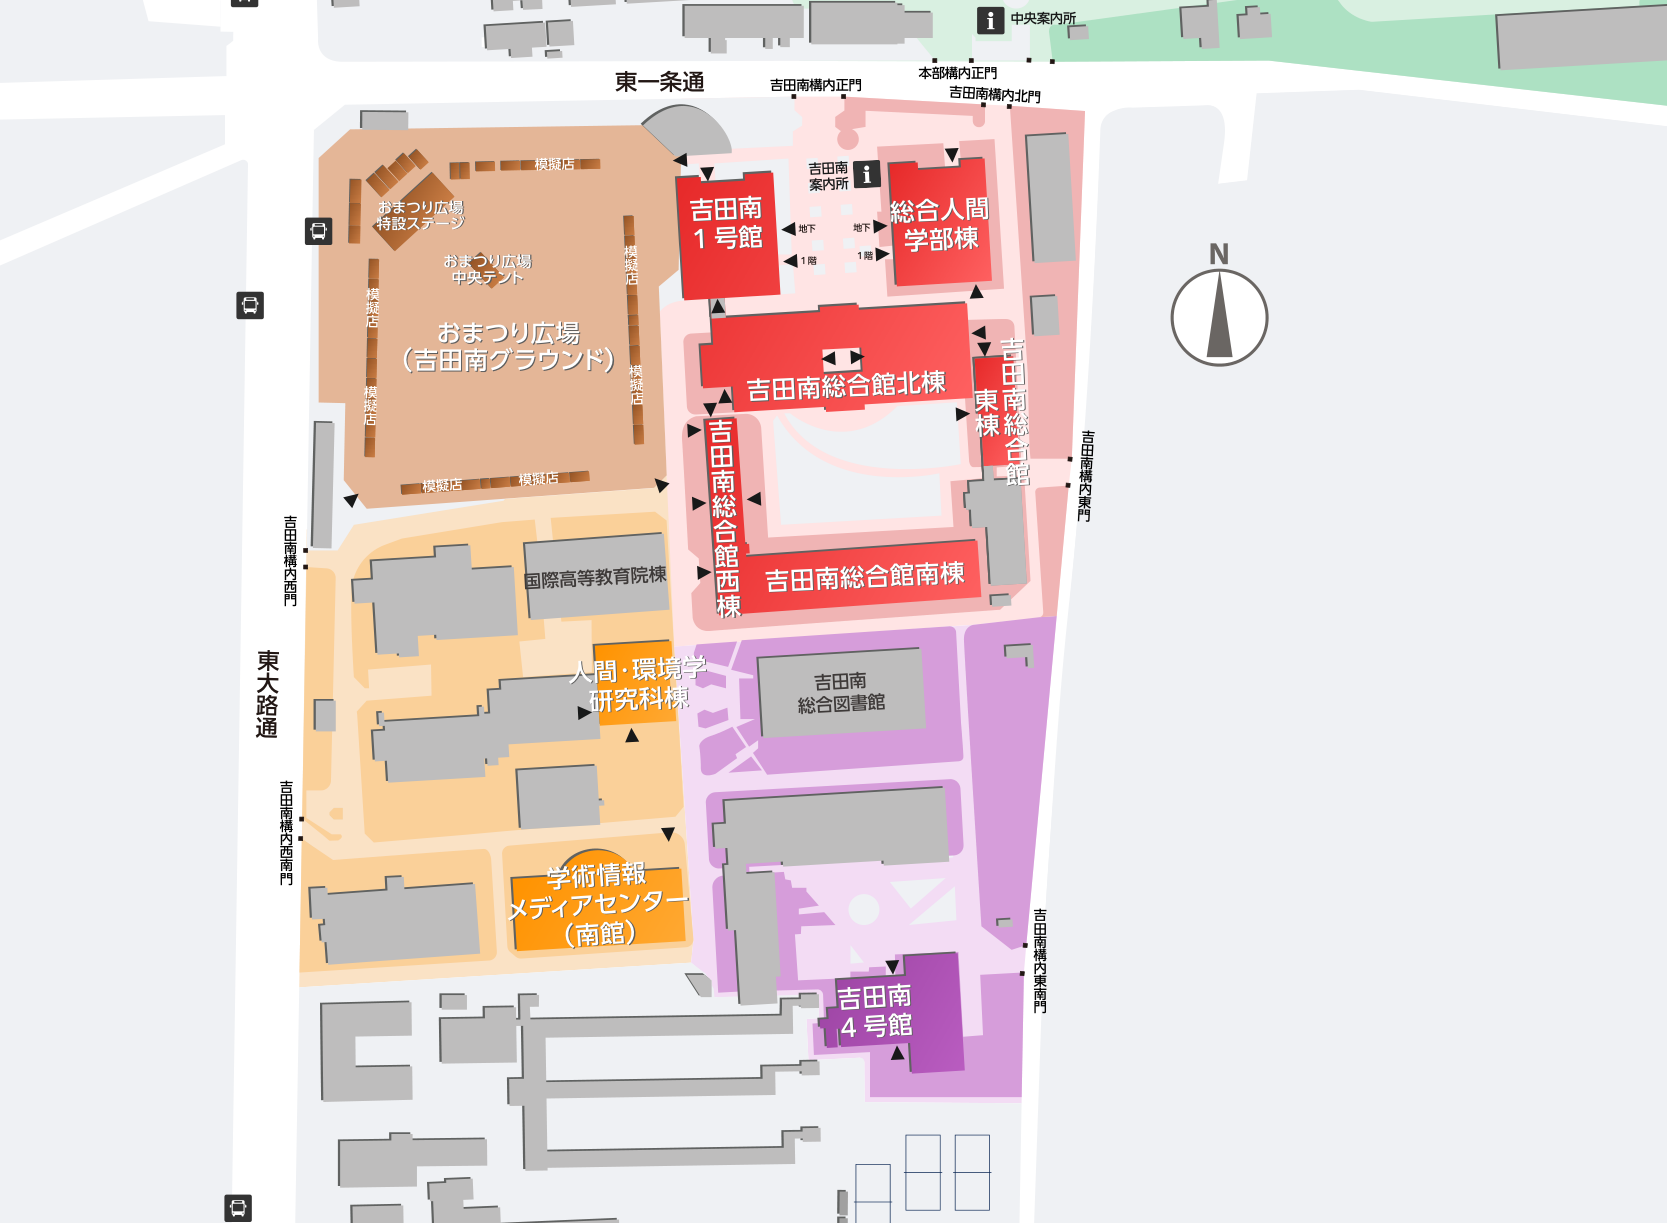 中央案内所
東一条通
吉田南構内正門
本部構内正門
吉田南構内北門
模擬店
吉田南
案内所
おまつり広場
特設ステージ
吉田南
1号館
総合人間
学部棟
地下
地下
1階
1階
模擬店
おまつり広場
中央テント
模擬店
N
おまつり広場
（吉田南グラウンド）
模擬店
模擬店
吉田南総合館北棟
吉田南総合館
東棟
吉田南総合館西棟
模擬店
模擬店
吉田南構内東門
吉田南構内西門
国際高等教育院棟
吉田南総合館南棟
人間・環境学
研究科棟
吉田南
総合図書館
東大路通
吉田南構内西南門
学術情報
メディアセンター
（南館）
吉田南構内東南門
吉田南
4号館